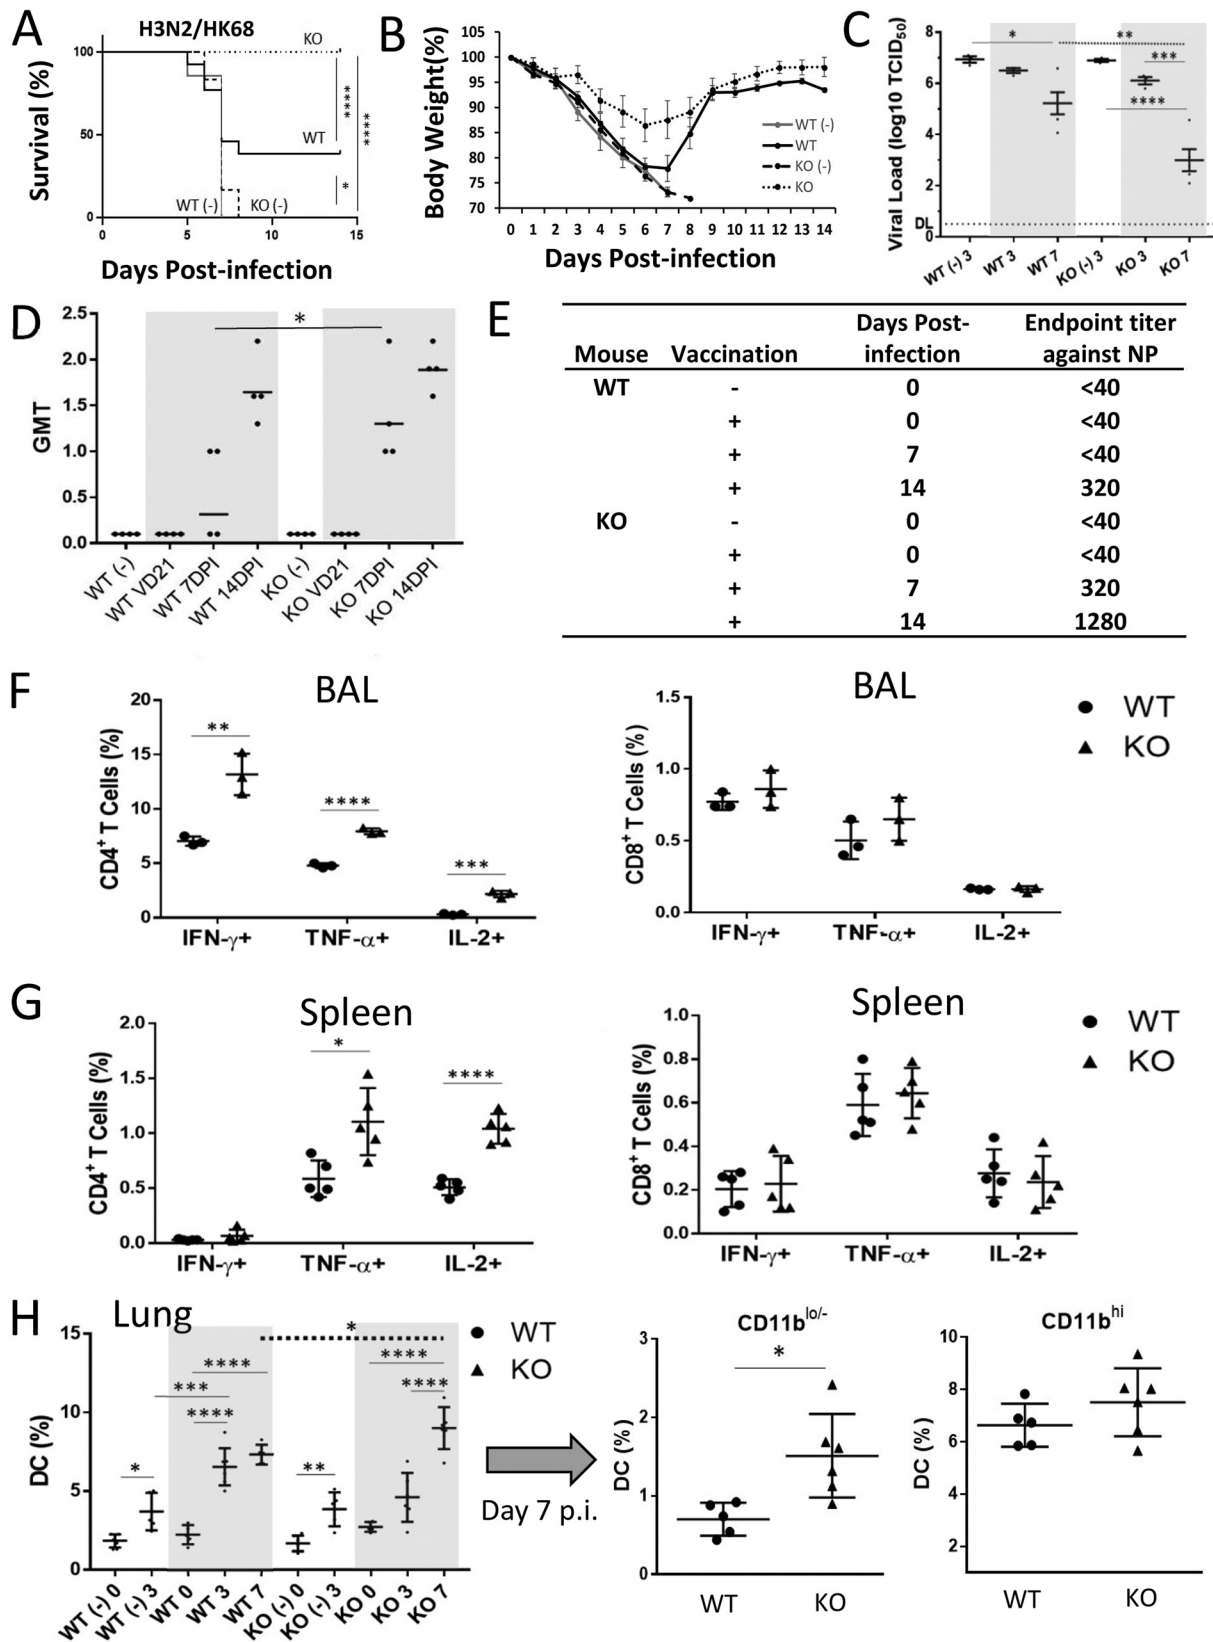 A
H3N2/HK68
Survival (%)
100
50
0
KO
****
****
WT
*
WT (-)
KO (-)
0
5
10
15
Days Post-infection
B
Body Weight(%)
105
100
95
90
85
80
75
70
WT (-)
WT
KO (-)
KO
0 1 2 3 4 5 6 7 8 9 10 11 12 13 14
Days Post-infection
C
Viral Load (log10 TCID50)
8
6
4
2
0
DL
*
**
***
****
WT (-) 3
WT 3
WT 7
KO (-) 3
KO 3
KO 7
D
GMT
2.5
2.0
1.5
1.0
0.5
0.0
*
WT (-)
WT VD21
WT 7DPI
WT 14DPI
KO (-)
KO VD21
KO 7DPI
KO 14DPI
E
Days Post- Endpoint titer
Mouse Vaccination infection against NP
WT - 0 <40
+ 0 <40
+ 7 <40
+ 14 320
KO - 0 <40
+ 0 <40
+ 7 320
+ 14 1280
F
BAL
CD4+ T Cells (%)
20
15
10
5
0
**
****
***
IFN-γ+
TNF-α+
IL-2+
BAL
CD8+ T Cells (%)
1.5
1.0
0.5
0.0
IFN-γ+
TNF-α+
IL-2+
WT
KO
G
Spleen
CD4+ T Cells (%)
2.0
1.5
1.0
0.5
0.0
*
****
IFN-γ+
TNF-α+
IL-2+
Spleen
CD8+ T Cells (%)
1.0
0.8
0.6
0.4
0.2
0.0
IFN-γ+
TNF-α+
IL-2+
WT
KO
H
Lung
DC (%)
15
10
5
0
*
****
****
***
****
****
*
**
WT
KO
WT (-) 0
WT (-) 3
WT 0
WT 3
WT 7
KO (-) 0
KO (-) 3
KO 0
KO 3
KO 7
Day 7 p.i.
CD11b lo/-
DC (%)
3
2
1
0
*
WT
KO
CD11b hi
DC (%)
10
8
6
4
2
WT
KO